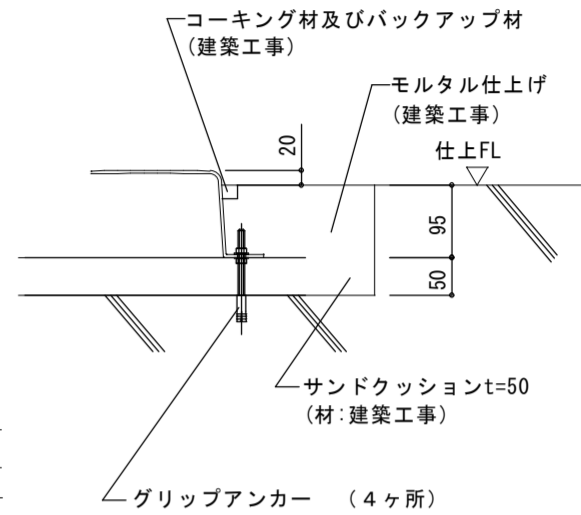 コーキング材及びバックアップ材
(建築工事)
モルタル仕上げ
(建築工事)
20
仕上FL
95
50
サンドクッションt=50
(材:建築工事)
グリップアンカー (4ヶ所)